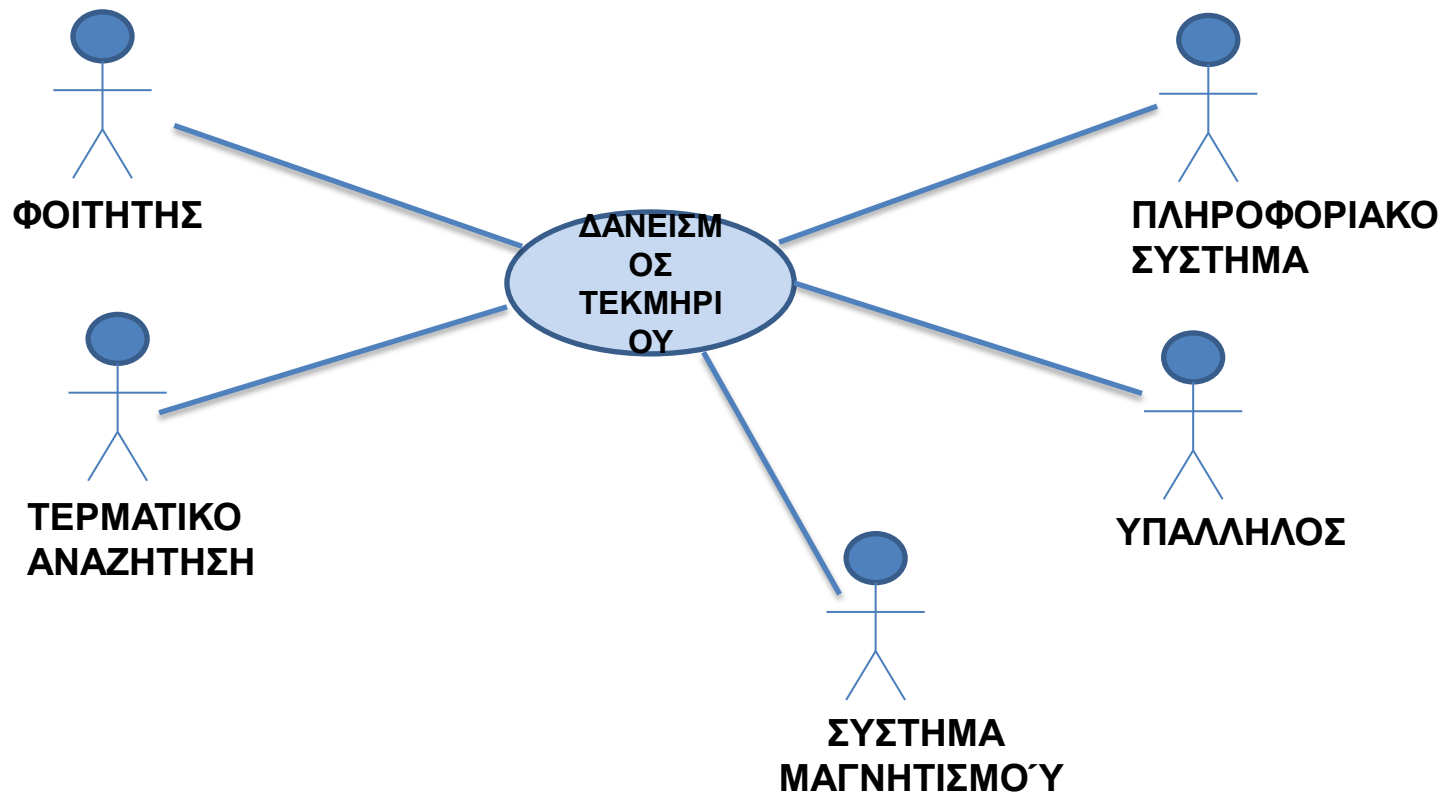 ΦΟΙΤΗΤΗΣ
ΠΛΗΡΟΦΟΡΙΑΚΟ
ΣΥΣΤΗΜΑ
ΔΑΝΕΙΣΜ
ΟΣ
ΤΕΚΜΗΡΙ
ΟΥ
ΤΕΡΜΑΤΙΚΟ
ΑΝΑΖΗΤΗΣΗ
ΥΠΑΛΛΗΛΟΣ
ΣΥΣΤΗΜΑ
ΜΑΓΝΗΤΙΣΜΟ΄Υ